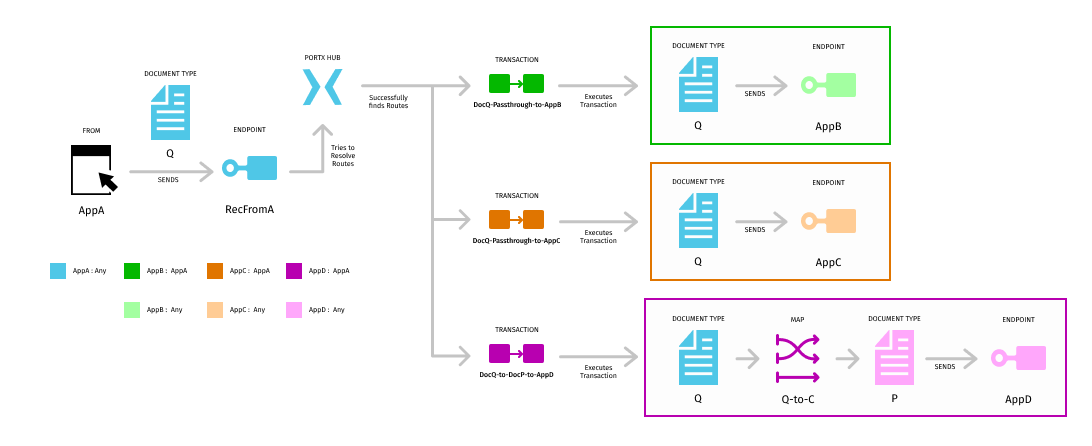 FROM
AppA
DOCUMENT TYPE
Q
SENDS
ENDPOINT
RecFromA
PORTX HUB
Tries to
Resolve
Routes
Successfully
finds Routes
TRANSACTION
DocQ-Passthrough-to-AppB
Executes
Transaction
DOCUMENT TYPE
Q
SENDS
ENDPOINT
AppB
TRANSACTION
DocQ-Passthrough-to-AppC
Executes
Transaction
DOCUMENT TYPE
Q
SENDS
ENDPOINT
AppC
TRANSACTION
DocQ-to-DocP-to-AppD
Executes
Transaction
DOCUMENT TYPE
Q
MAP
Q-to-C
DOCUMENT TYPE
P
SENDS
ENDPOINT
AppD
AppA : Any
AppB : AppA
AppC : AppA
AppD : AppA
AppB : Any
AppC : Any
AppD : Any